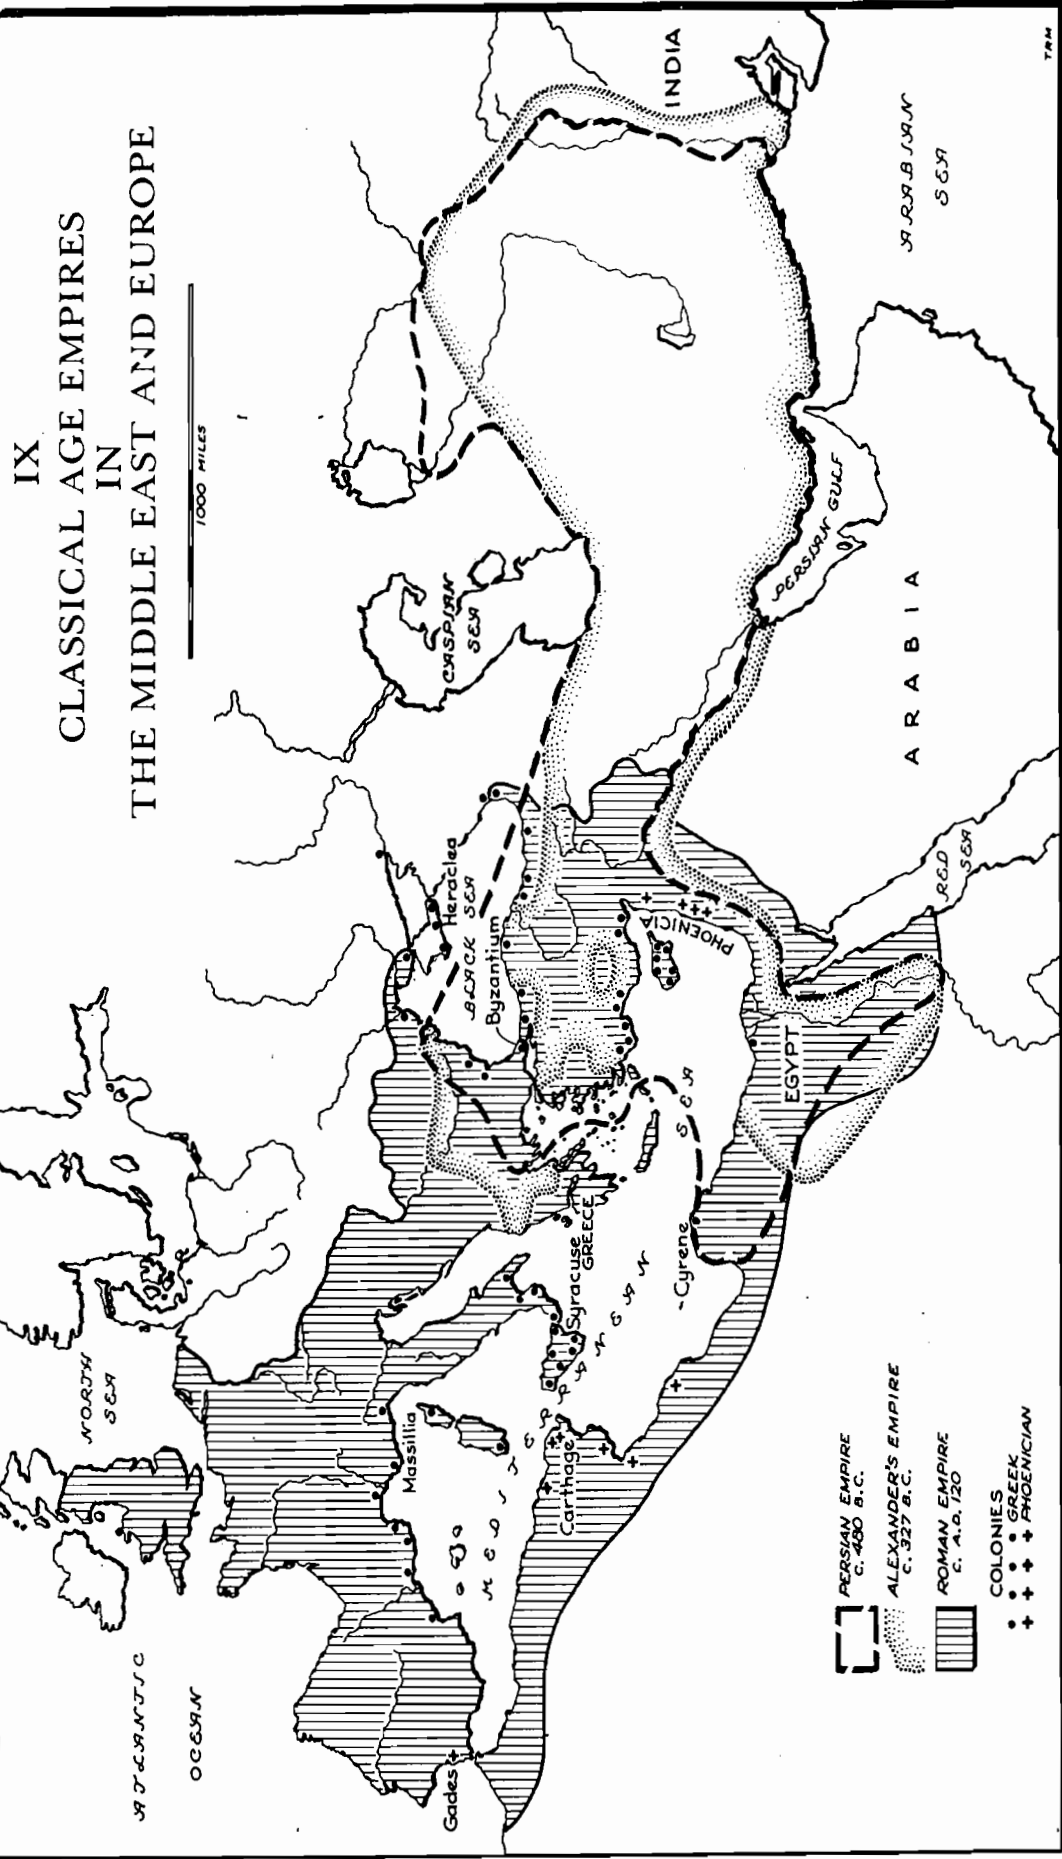 IX
CLASSICAL AGE EMPIRES
IN
THE MIDDLE EAST AND EUROPE
1000 MILES
ATLANTIC
OCEAN
NORTH
SEA
CASPIAN
SEA
INDIA
Heraclea
BLACK SEA
Byzantium
Massillia
Gades
MEDITERRANEAN SEA
Carthage
Syracuse
GREECE
Cyrene
PHOENICIA
EGYPT
RED
SEA
ARABIA
PERSIAN GULF
ARABIAN
SEA
PERSIAN EMPIRE
c. 480 B.C.
ALEXANDER'S EMPIRE
c. 327 B.C.
ROMAN EMPIRE
c. A.D. 120
COLONIES
• • • • GREEK
+ + + + PHOENICIAN
TRM